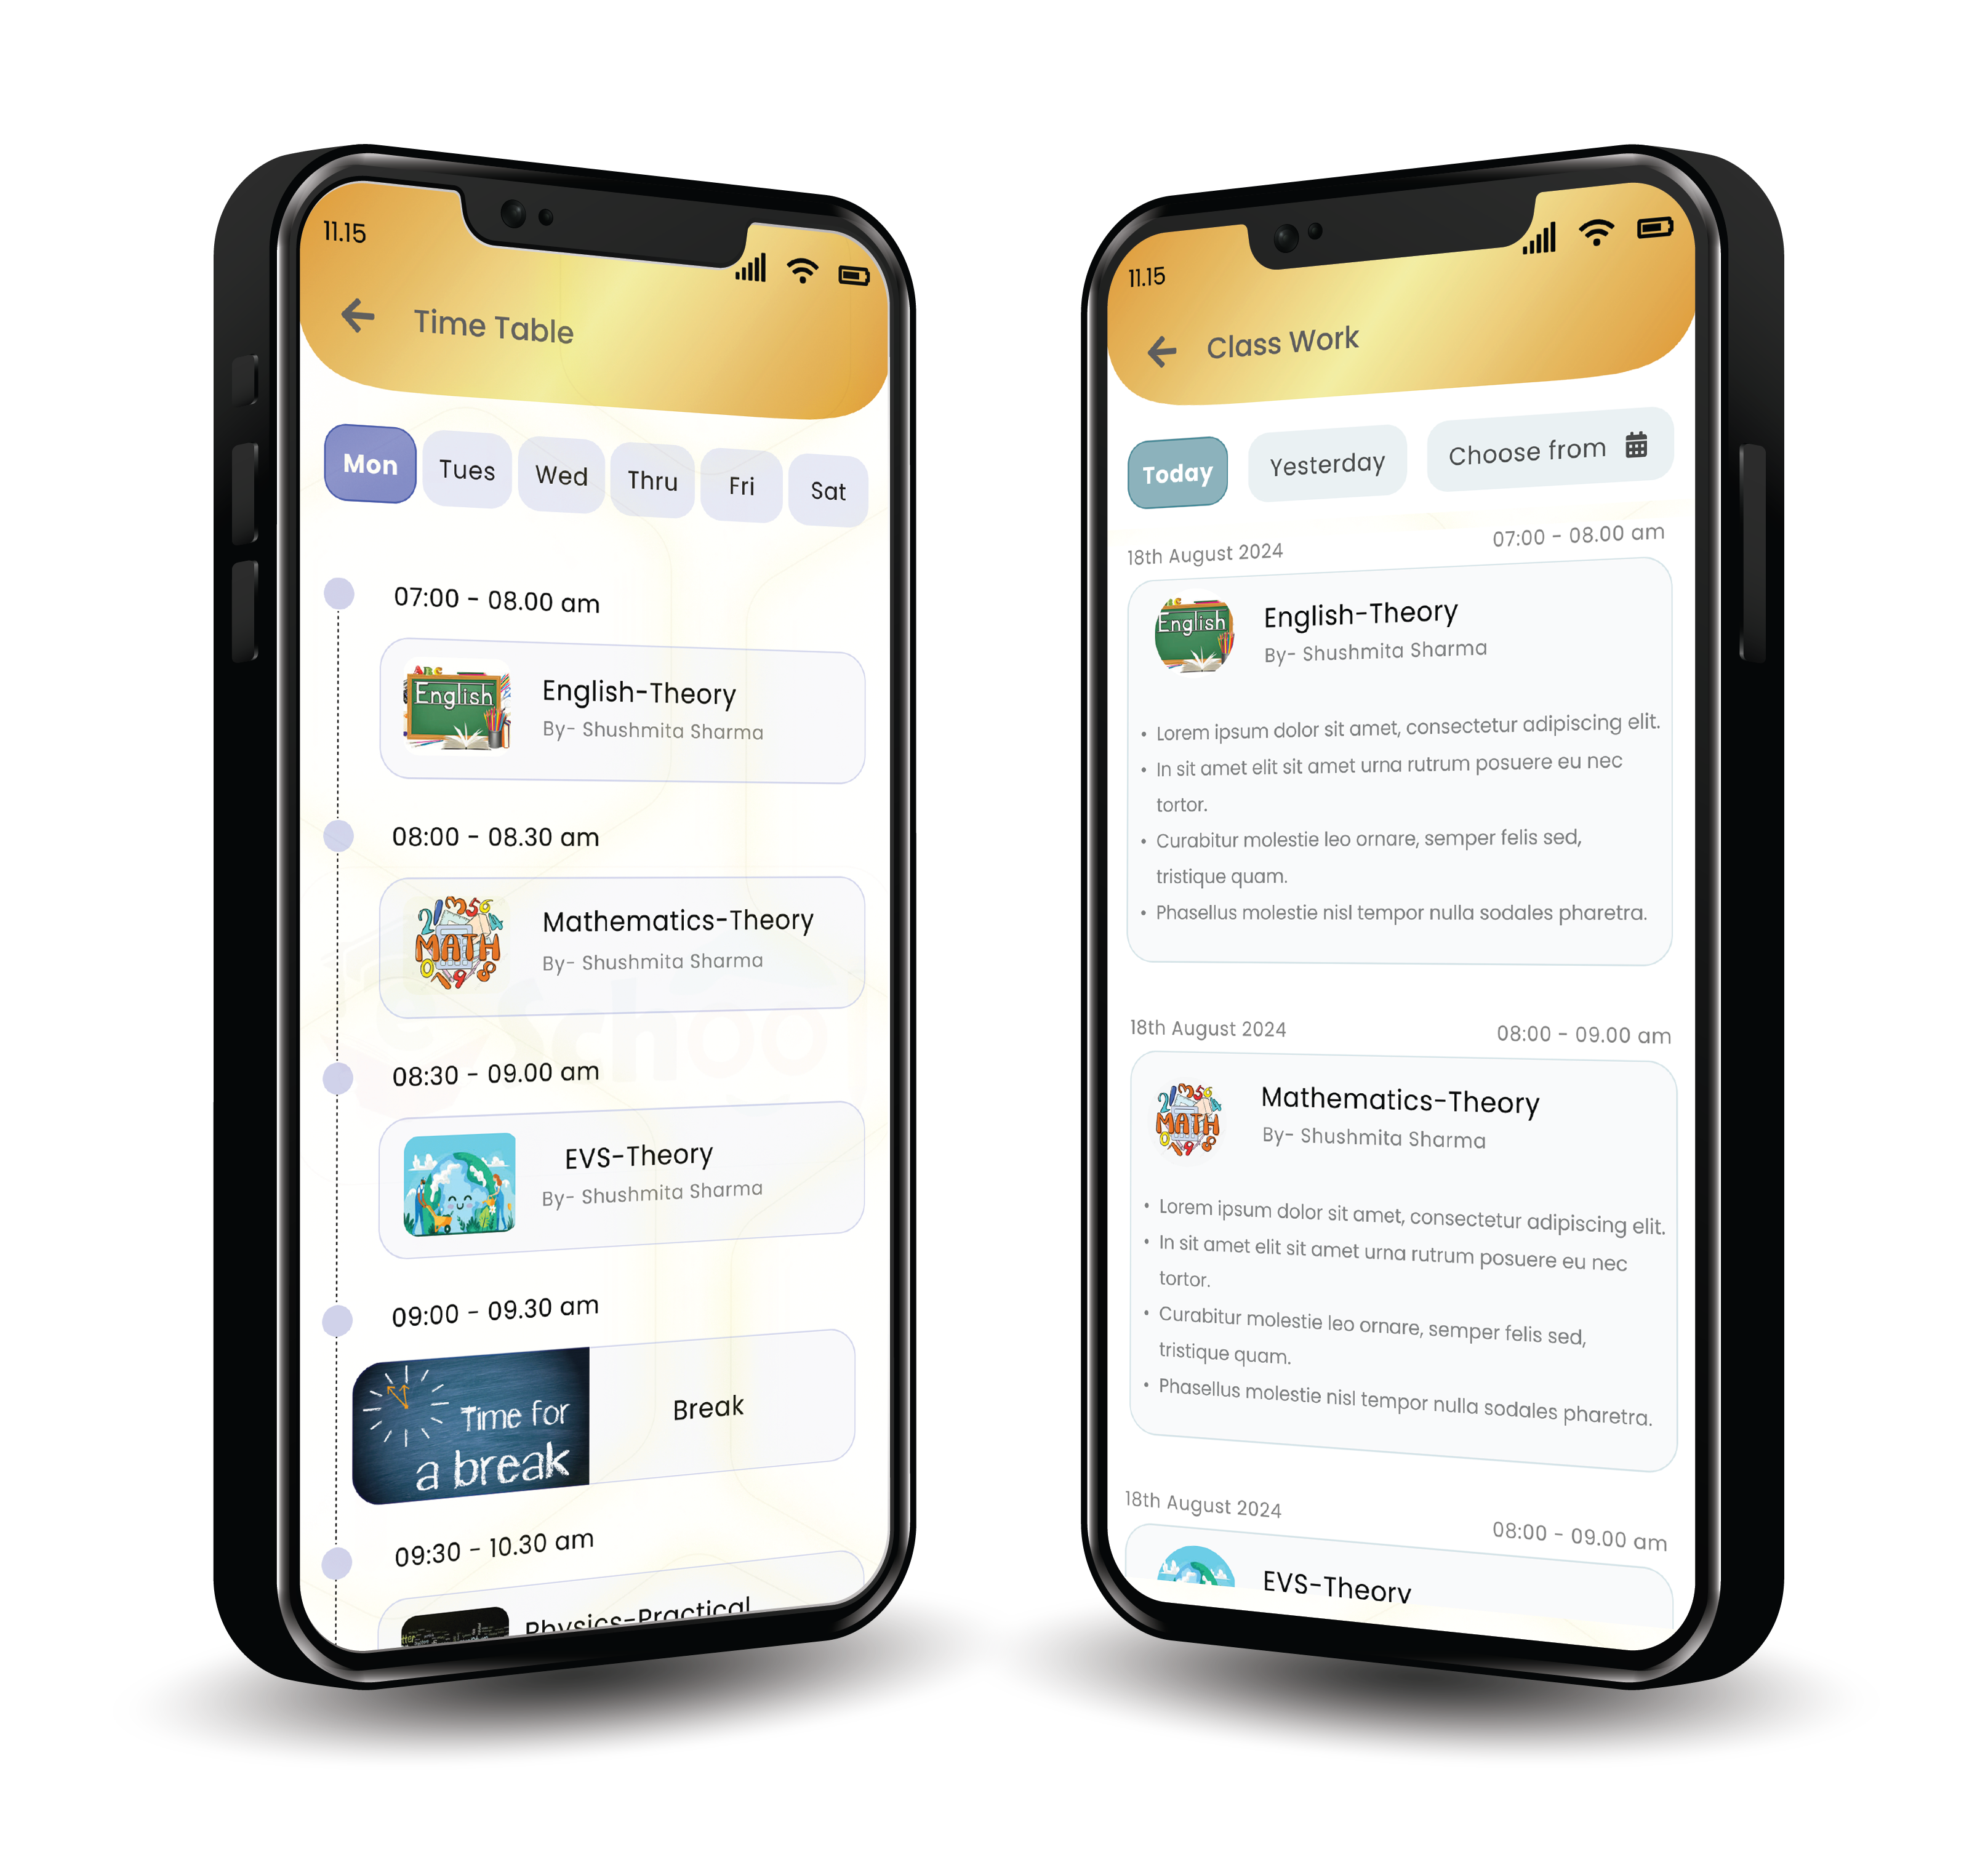 11.15
Time Table
Mon
Tues
Wed
Thru
Fri
Sat
07:00 - 08.00 am
English
English-Theory
By- Shushmita Sharma
08:00 - 08.30 am
MATH
Mathematics-Theory
By- Shushmita Sharma
School
08:30 - 09.00 am
EVS-Theory
By- Shushmita Sharma
09:00 - 09.30 am
Time for
a break
Break
09:30 - 10.30 am
Physics-Practical
11.15
Class Work
Today
Yesterday
Choose from
18th August 2024
07:00 - 08.00 am
English
English-Theory
By- Shushmita Sharma
• Lorem ipsum dolor sit amet, consectetur adipiscing elit.
• In sit amet elit sit amet urna rutrum posuere eu nec
tortor.
• Curabitur molestie leo ornare, semper felis sed,
tristique quam.
• Phasellus molestie nisl tempor nulla sodales pharetra.
18th August 2024
08:00 - 09.00 am
MATH
Mathematics-Theory
By- Shushmita Sharma
• Lorem ipsum dolor sit amet, consectetur adipiscing elit.
• In sit amet elit sit amet urna rutrum posuere eu nec
tortor.
• Curabitur molestie leo ornare, semper felis sed,
tristique quam.
• Phasellus molestie nisl tempor nulla sodales pharetra.
18th August 2024
08:00 - 09.00 am
EVS-Theory